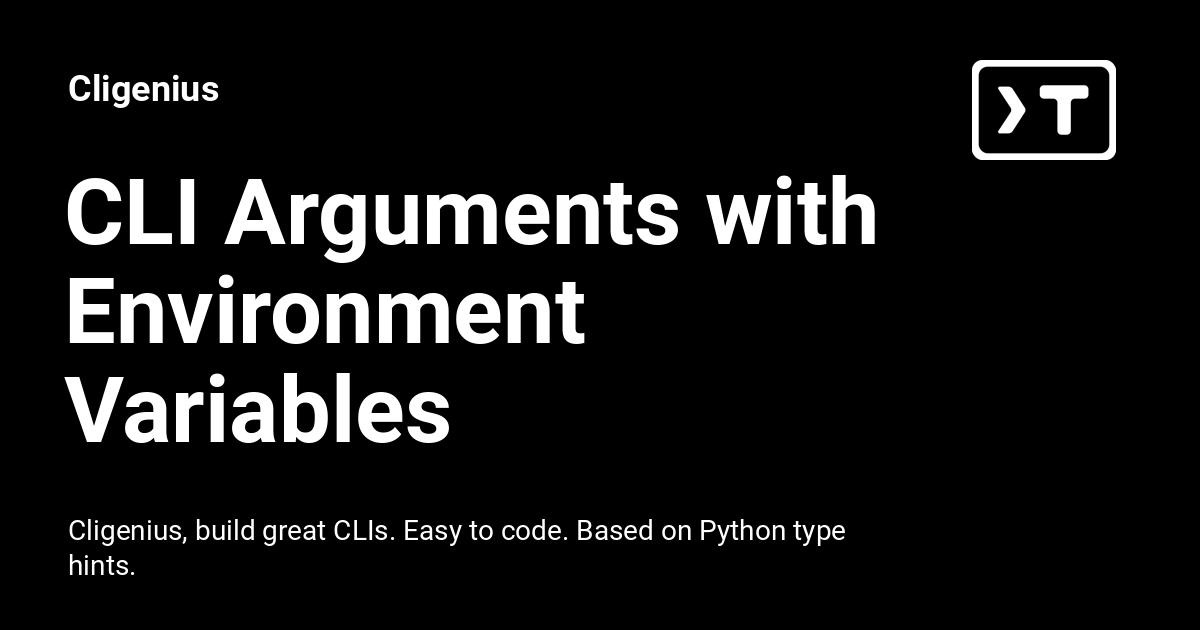 Cligenius
❯ T
CLI Arguments with
Environment
Variables
Cligenius, build great CLIs. Easy to code. Based on Python type
hints.